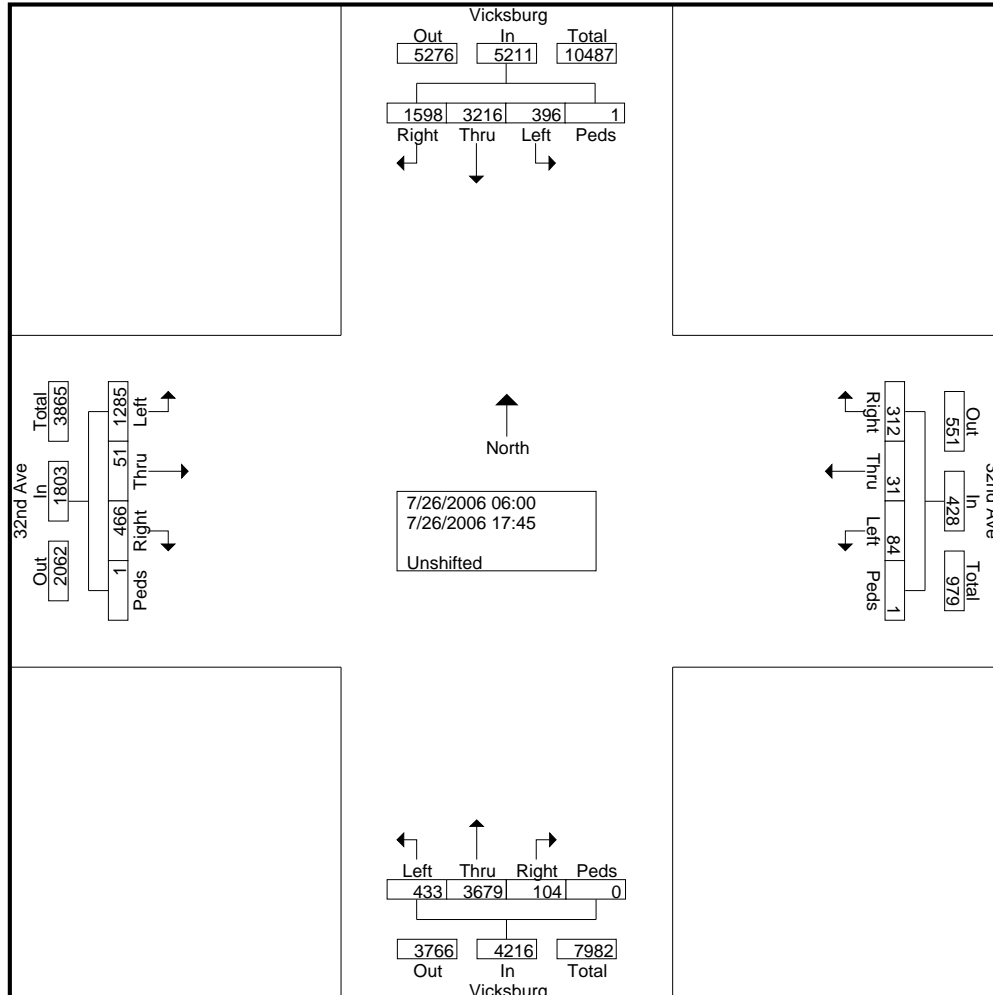 Vicksburg
Out In Total
5276 5211 10487
1598 3216 396 1
Right Thru Left Peds
32nd Ave
Total In Out
3865 1803 2062
1285 51 466 1
Left Thru Right Peds
North
7/26/2006 06:00
7/26/2006 17:45
Unshifted
Right Thru Left Peds
312 31 84 1
Out In Total
551 428 979
32nd Ave
Left Thru Right Peds
433 3679 104 0
3766 4216 7982
Out In Total
Vicksburg